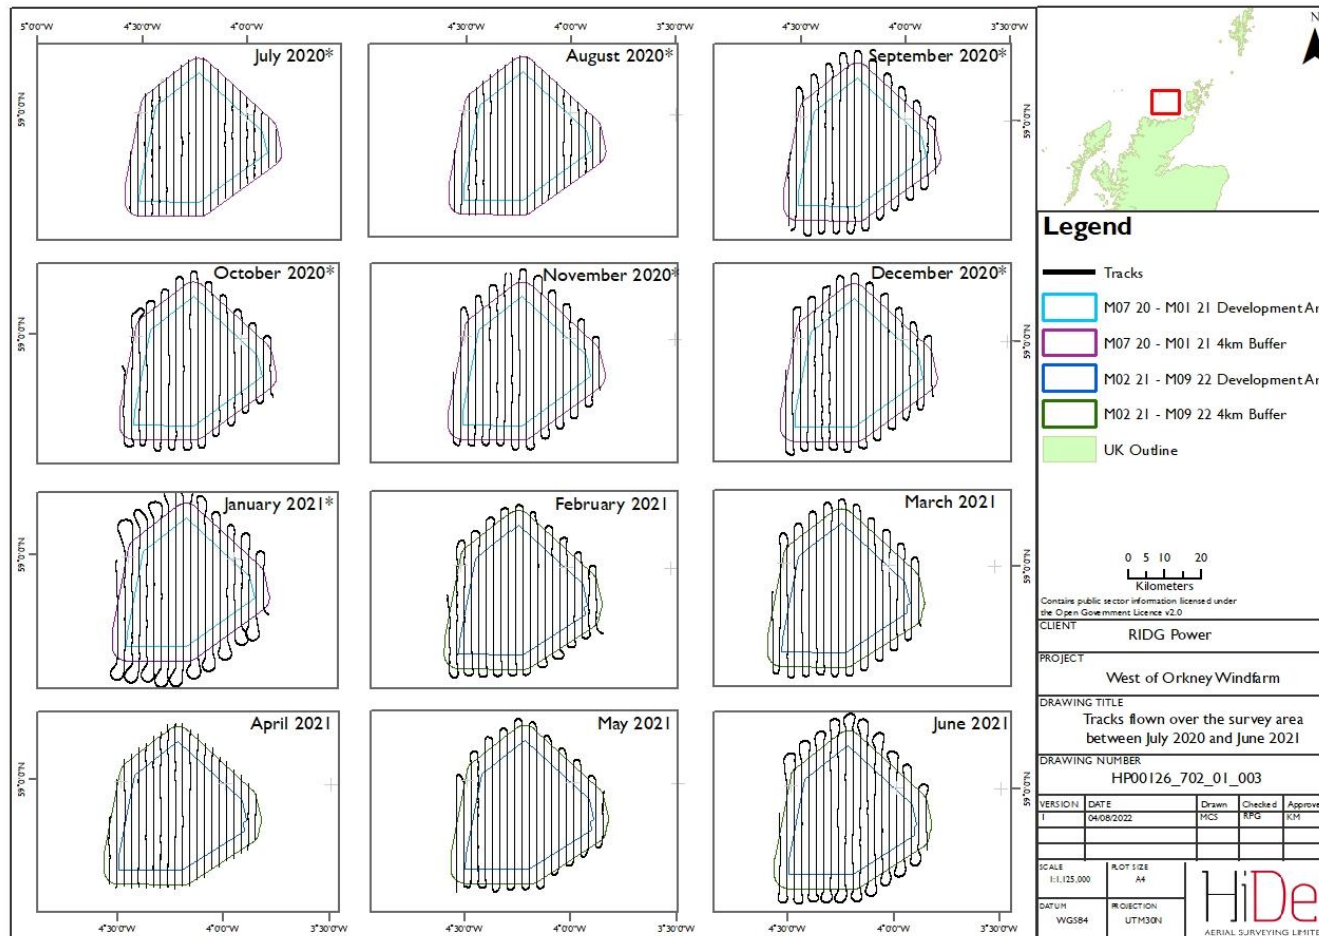 5°0'0"W 4°30'0"W 4°0'0"W 3°30'0"W 4°30'0"W 4°0'0"W 3°30'0"W 4°30'0"W 4°0'0"W 3°30'0"W
July 2020*
August 2020*
September 2020*
59°0'0"N
59°0'0"N
October 2020*
November 2020*
December 2020*
59°0'0"N
59°0'0"N
January 2021*
February 2021
March 2021
59°0'0"N
59°0'0"N
April 2021
May 2021
June 2021
59°0'0"N
59°0'0"N
4°30'0"W 4°0'0"W 3°30'0"W 4°30'0"W 4°0'0"W 3°30'0"W 4°30'0"W 4°0'0"W 3°30'0"W
N
Legend
Tracks
M07 20 - M01 21 Development Ar
M07 20 - M01 21 4km Buffer
M02 21 - M09 22 Development Ar
M02 21 - M09 22 4km Buffer
UK Outline
0 5 10 20
Kilometers
Contains public sector information licensed under
the Open Government Licence v2.0
CLIENT
RIDG Power
PROJECT
West of Orkney Windfarm
DRAWING TITLE
Tracks flown over the survey area
between July 2020 and June 2021
DRAWING NUMBER
HP00126_702_01_003
VERSION DATE Drawn Checked Approve
1 04/08/2022 MCS RPG KM
SCALE PLOT SIZE
1:1,125,000 A4
DATUM PROJECTION
WGS84 UTM30N
HiDe
AERIAL SURVEYING LIMITE